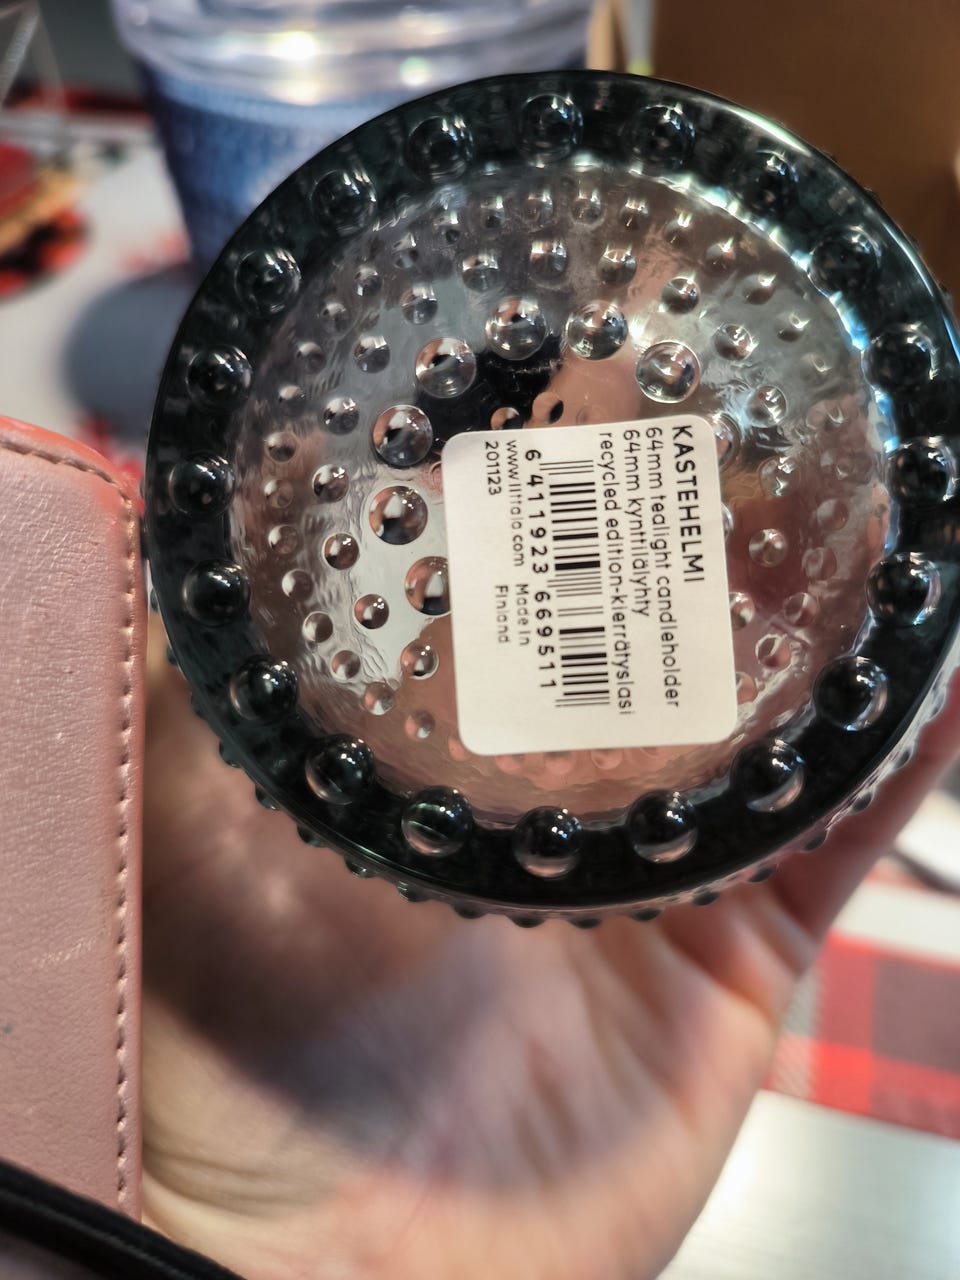 KASTEHELMI
64mm tealight candleholder
64mm kynttilälyhty
recycled edition-kierrätyslasi
6 411923 669511
www.iittala.com Made in
201123 Finland